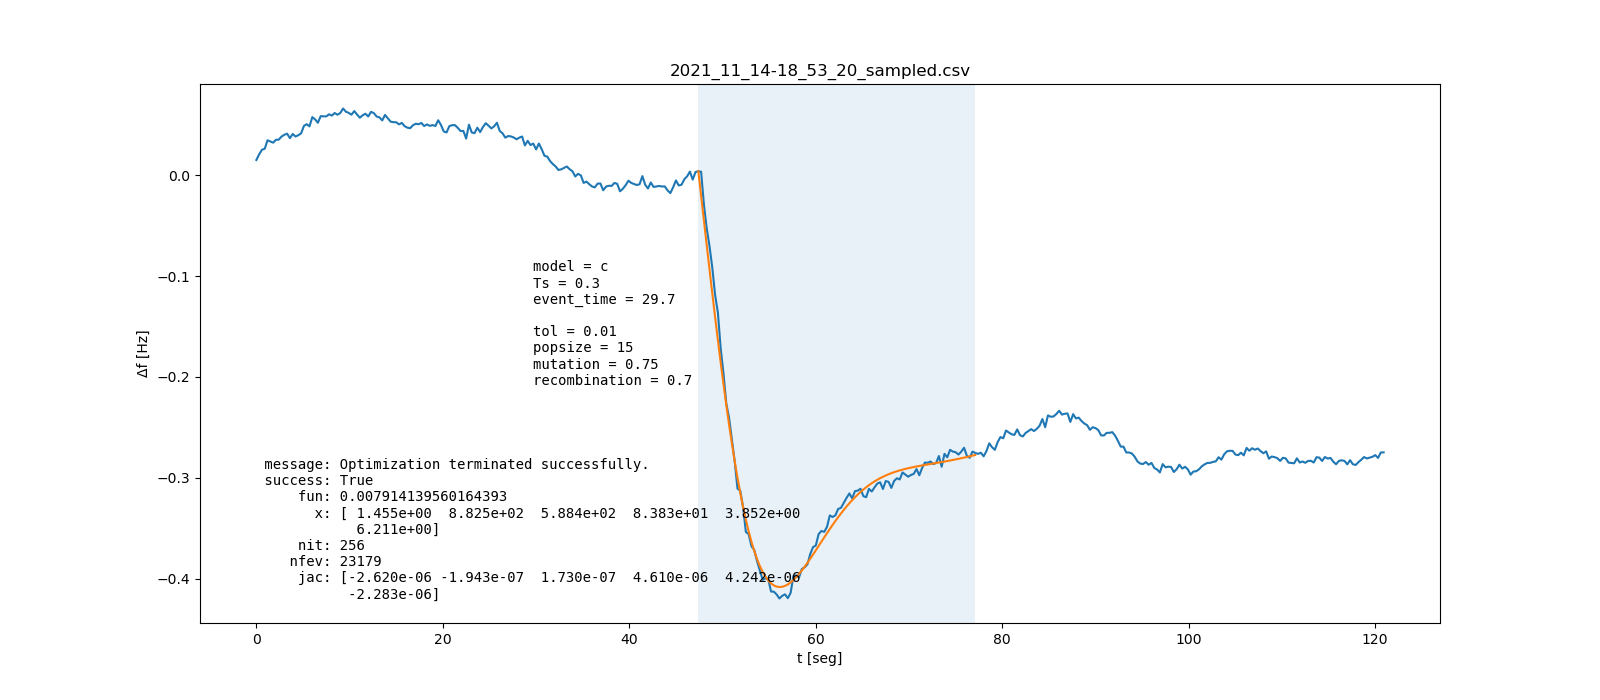 2021_11_14-18_53_20_sampled.csv
0.0
−0.1
−0.2
−0.3
−0.4
Δf [Hz]
model = c
Ts = 0.3
event_time = 29.7
tol = 0.01
popsize = 15
mutation = 0.75
recombination = 0.7
message: Optimization terminated successfully.
success: True
fun: 0.007914139560164393
x: [ 1.455e+00  8.825e+02  5.884e+02  8.383e+01  3.852e+00
6.211e+00]
nit: 256
nfev: 23179
jac: [-2.620e-06 -1.943e-07  1.730e-07  4.610e-06  4.242e-06
-2.283e-06]
0 20 40 60 80 100 120
t [seg]